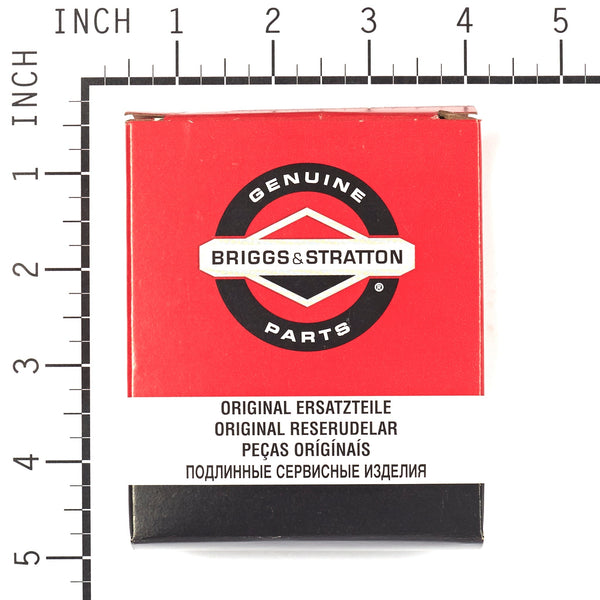 INCH 1 2 3 4 5
INCH 1 2 3 4 5
GENUINE
BRIGGS&STRATTON
®
PARTS
ORIGINAL ERSATZTEILE
ORIGINAL RESERUDELAR
PEÇAS ORÍGÍNAÍS
ПОДЛИННЫЕ СЕРВИСНЫЕ ИЗДЕЛИЯ